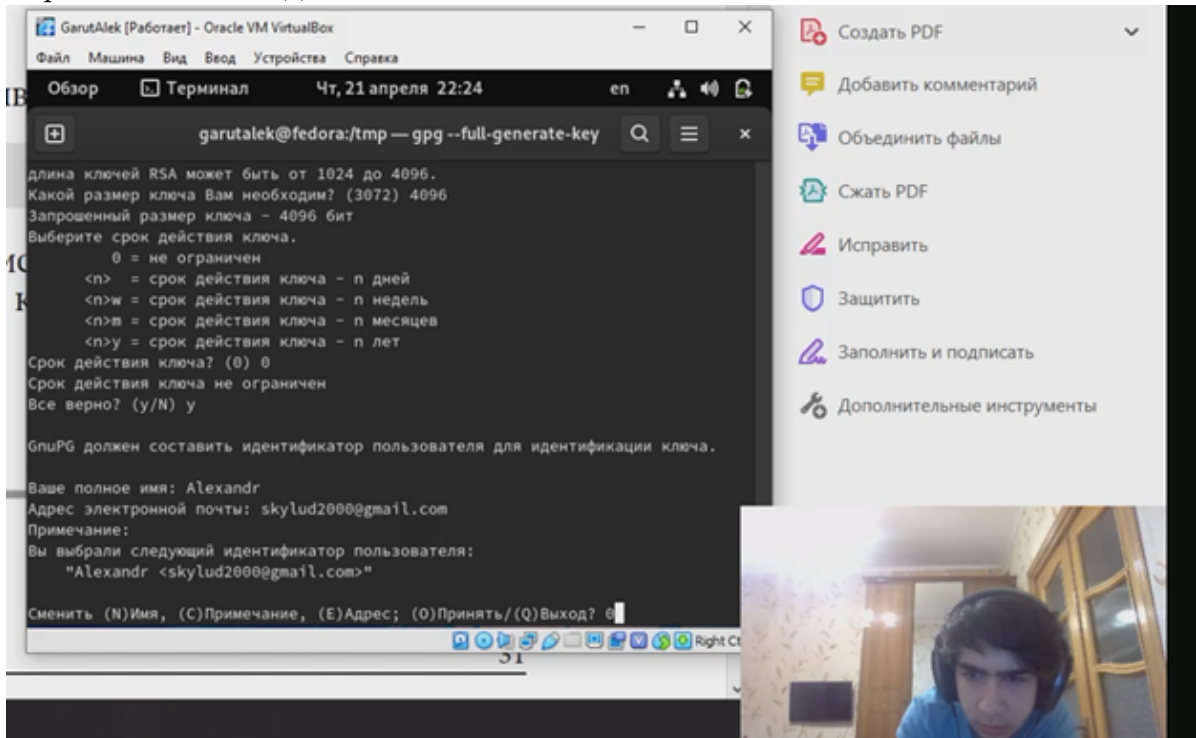 GarutAlek [Работает] - Oracle VM VirtualBox
Файл Машина Вид Ввод Устройства Справка
Обзор Терминал Чт, 21 апреля 22:24 en
garutalek@fedora:/tmp — gpg --full-generate-key
длина ключей RSA может быть от 1024 до 4096.
Какой размер ключа Вам необходим? (3072) 4096
Запрошенный размер ключа - 4096 бит
Выберите срок действия ключа.
0 = не ограничен
<n> = срок действия ключа - n дней
<n>w = срок действия ключа - n недель
<n>m = срок действия ключа - n месяцев
<n>y = срок действия ключа - n лет
Срок действия ключа? (0) 0
Срок действия ключа не ограничен
Все верно? (y/N) y
GnuPG должен составить идентификатор пользователя для идентификации ключа.
Ваше полное имя: Alexandr
Адрес электронной почты: skylud2000@gmail.com
Примечание:
Вы выбрали следующий идентификатор пользователя:
"Alexandr <skylud2000@gmail.com>"
Сменить (N)Имя, (C)Примечание, (E)Адрес; (O)Принять/(Q)Выход? 0
Right Ct
31
Создать PDF
Добавить комментарий
Объединить файлы
Сжать PDF
Исправить
Защитить
Заполнить и подписать
Дополнительные инструменты